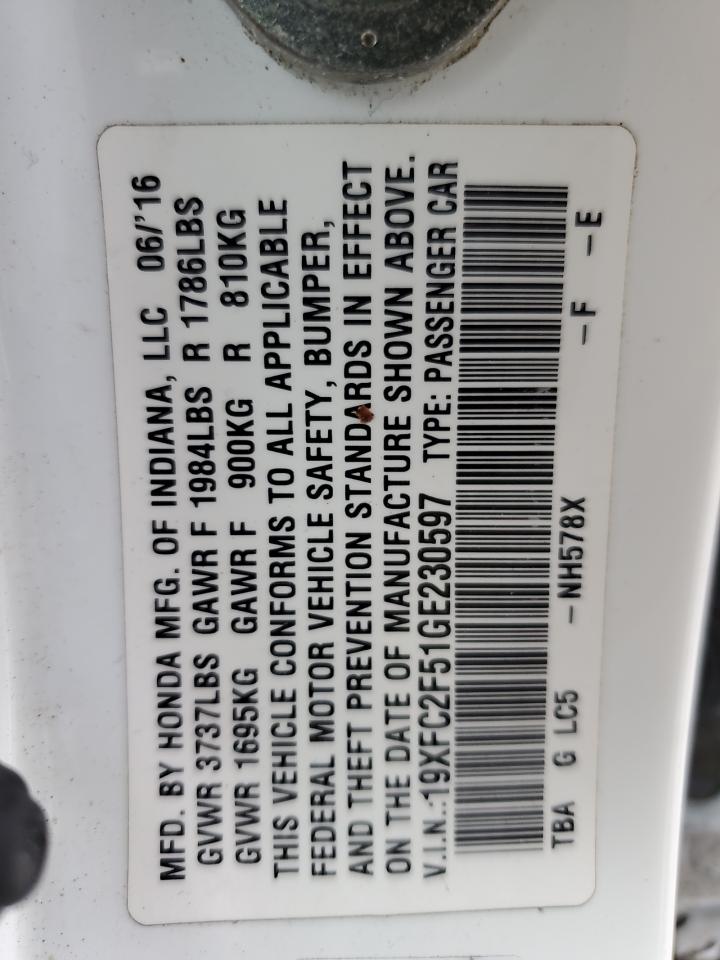 MFD. BY HONDA MFG. OF INDIANA, LLC 06/'16
GVWR 3737LBS GAWR F 1984LBS R 1786LBS
GVWR 1695KG GAWR F 900KG R 810KG
THIS VEHICLE CONFORMS TO ALL APPLICABLE
FEDERAL MOTOR VEHICLE SAFETY, BUMPER,
AND THEFT PREVENTION STANDARDS IN EFFECT
ON THE DATE OF MANUFACTURE SHOWN ABOVE.
V.I.N.:19XFC2F51GE230597 TYPE: PASSENGER CAR
TBA G LC5 -NH578X -F -E